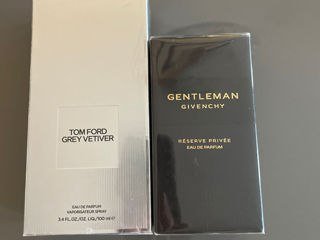 TOM FORD
GREY VETIVER
EAU DE PARFUM
VAPORISATEUR SPRAY
3.4 FL.OZ./OZ. LIQ./100 ml ℮
GENTLEMAN
GIVENCHY
RÉSERVE PRIVÉE
EAU DE PARFUM